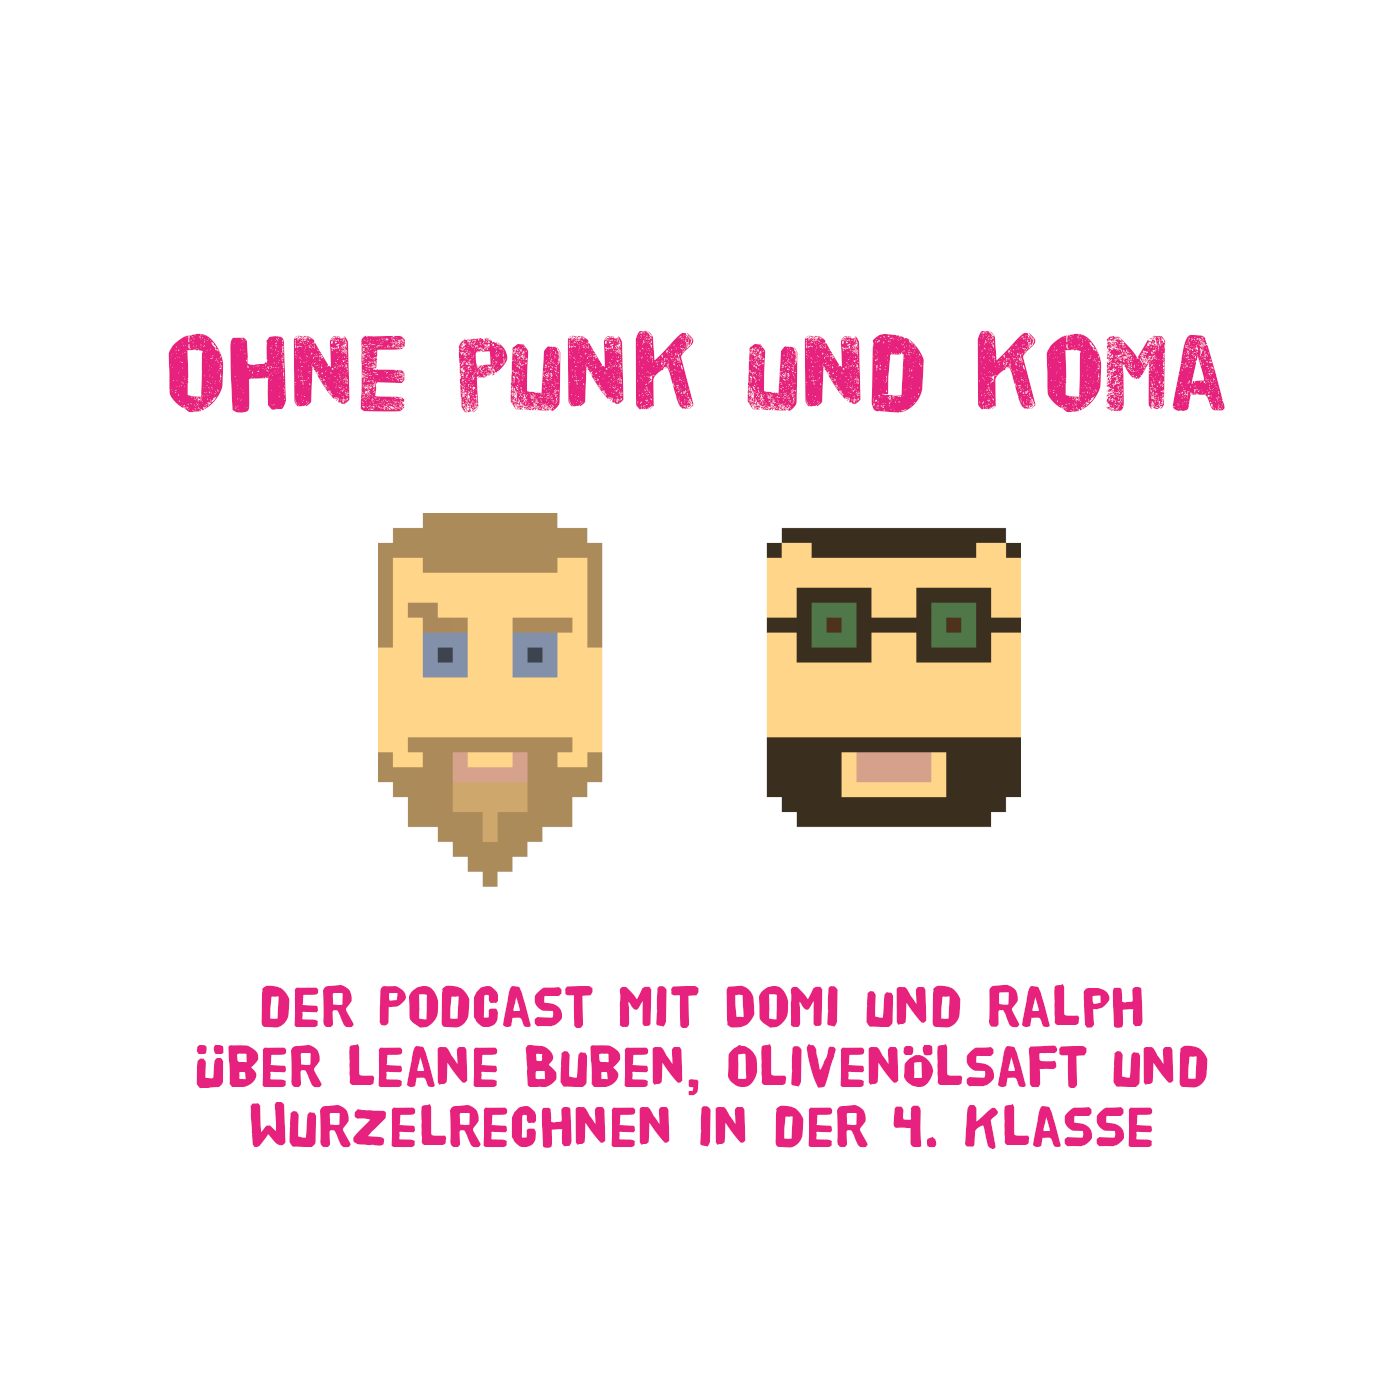 OHNE PUNK UND KOMA
DER PODCAST MIT DOMI UND RALPH
ÜBER LEANE BUBEN, OLIVENÖLSAFT UND
WURZELRECHNEN IN DER 4. KLASSE